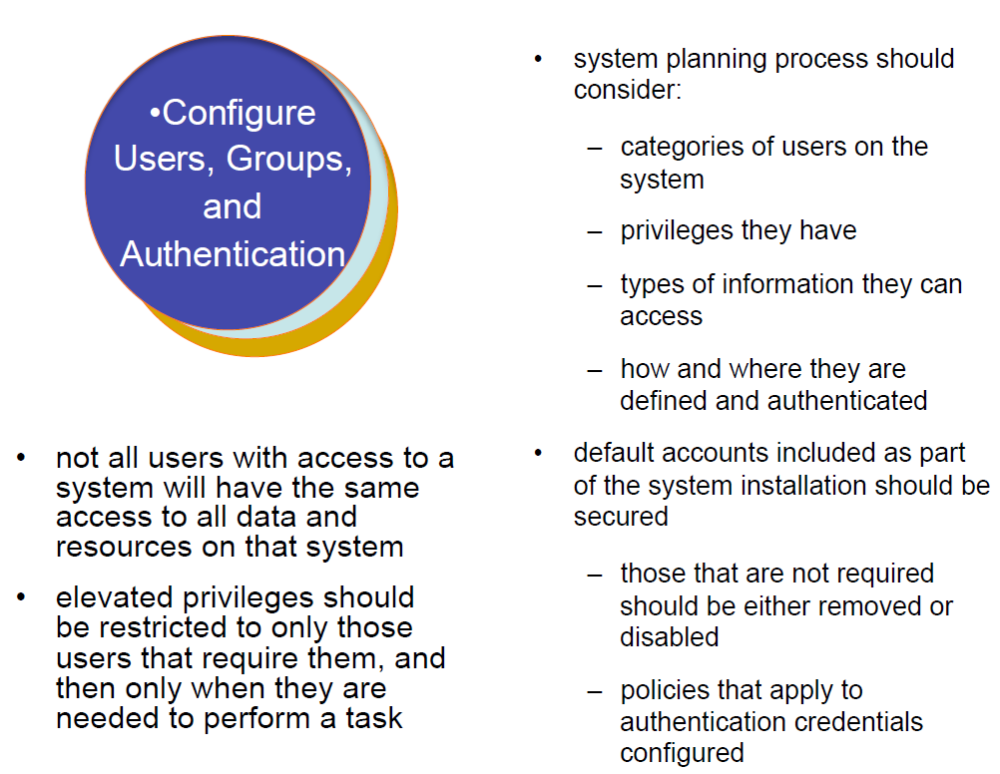 •Configure
Users, Groups,
and
Authentication
• not all users with access to a
system will have the same
access to all data and
resources on that system
• elevated privileges should
be restricted to only those
users that require them, and
then only when they are
needed to perform a task
• system planning process should
consider:
– categories of users on the
system
– privileges they have
– types of information they can
access
– how and where they are
defined and authenticated
• default accounts included as part
of the system installation should be
secured
– those that are not required
should be either removed or
disabled
– policies that apply to
authentication credentials
configured